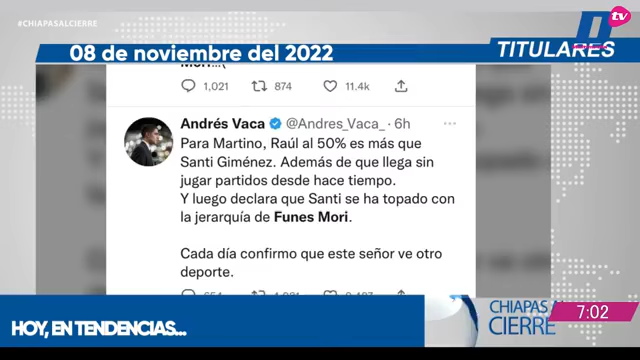 #CHIAPASALCIERRE
tv
08 de noviembre del 2022
TITULARES
1,021 874 11.4k
Andrés Vaca @Andres_Vaca_ · 6h
Para Martino, Raúl al 50% es más que
Santi Giménez. Además de que llega sin
jugar partidos desde hace tiempo.
Y luego declara que Santi se ha topado con
la jerarquía de Funes Mori.
Cada día confirmo que este señor ve otro
deporte.
HOY, EN TENDENCIAS...
CHIAPAS AL
CIERRE
7:02